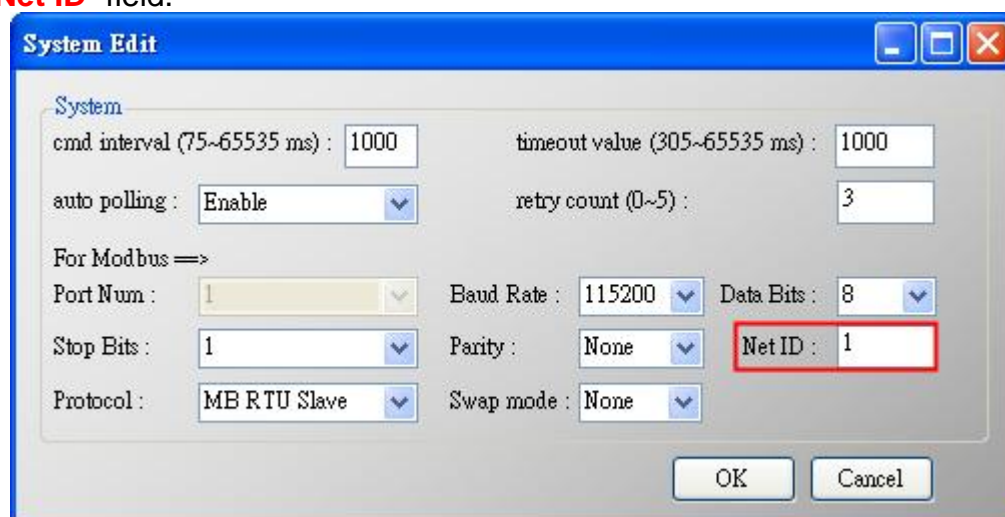 Net ID" field.
System Edit
System
cmd interval (75~65535 ms) : 1000 timeout value (305~65535 ms) : 1000
auto polling : Enable retry count (0~5) : 3
For Modbus ==>
Port Num : 1 Baud Rate : 115200 Data Bits : 8
Stop Bits : 1 Parity : None Net ID : 1
Protocol : MB RTU Slave Swap mode : None
OK Cancel